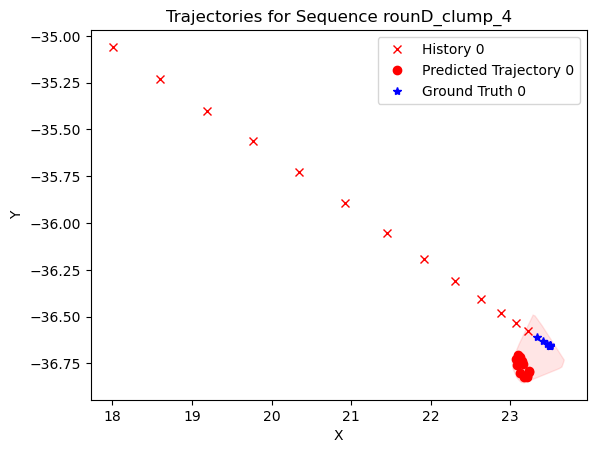 Trajectories for Sequence rounD_clump_4
History 0
Predicted Trajectory 0
Ground Truth 0
Y
−35.00
−35.25
−35.50
−35.75
−36.00
−36.25
−36.50
−36.75
18 19 20 21 22 23
X